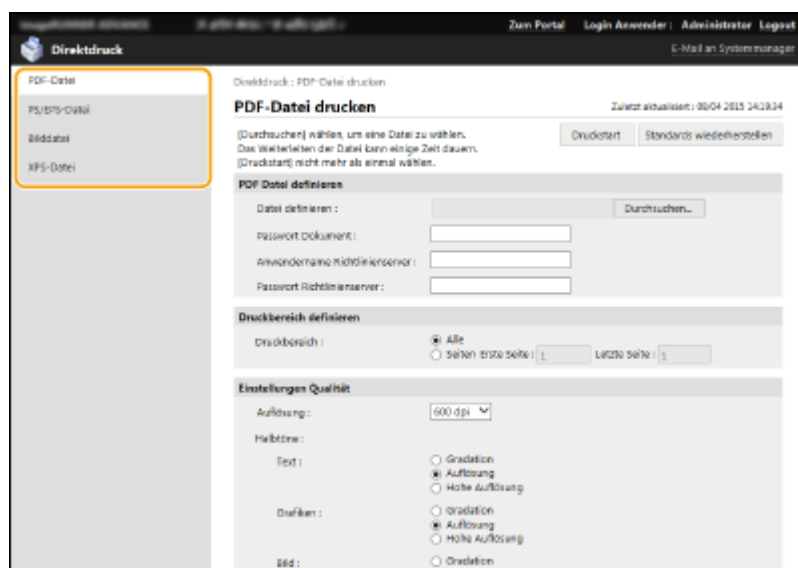 Zum Portal Login Anwender: Administrator Logout
Direktdruck
E-Mail an Systemmanager
PDF-Datei
PS/EPS-Datei
Bilddatei
XPS-Datei
Direktdruck : PDF-Datei drucken
PDF-Datei drucken
Zuletzt aktualisiert : 08/04 2015 14:19:34
[Durchsuchen] wählen, um eine Datei zu wählen.
Das Weiterleiten der Datei kann einige Zeit dauern.
[Druckstart] nicht mehr als einmal wählen.
Druckstart Standards wiederherstellen
PDF Datei definieren
Datei definieren : Durchsuchen...
Passwort Dokument :
Anwendername Richtlinienserver :
Passwort Richtlinienserver :
Druckbereich definieren
Druckbereich : Alle
Seiten Erste Seite : 1 Letzte Seite : 1
Einstellungen Qualität
Auflösung : 600 dpi
Halbtöne :
Text : Gradation
Auflösung
Hohe Auflösung
Grafiken : Gradation
Auflösung
Hohe Auflösung
Bild : Gradation